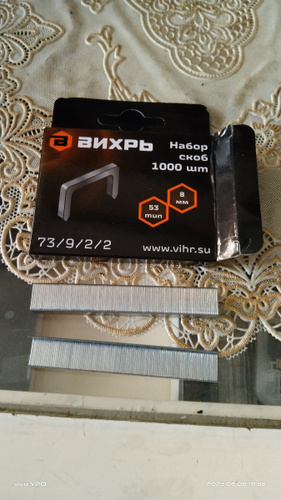 ВИХРЬ
Набор
скоб
1000 шт
53
тип
8
мм
73/9/2/2
www.vihr.su